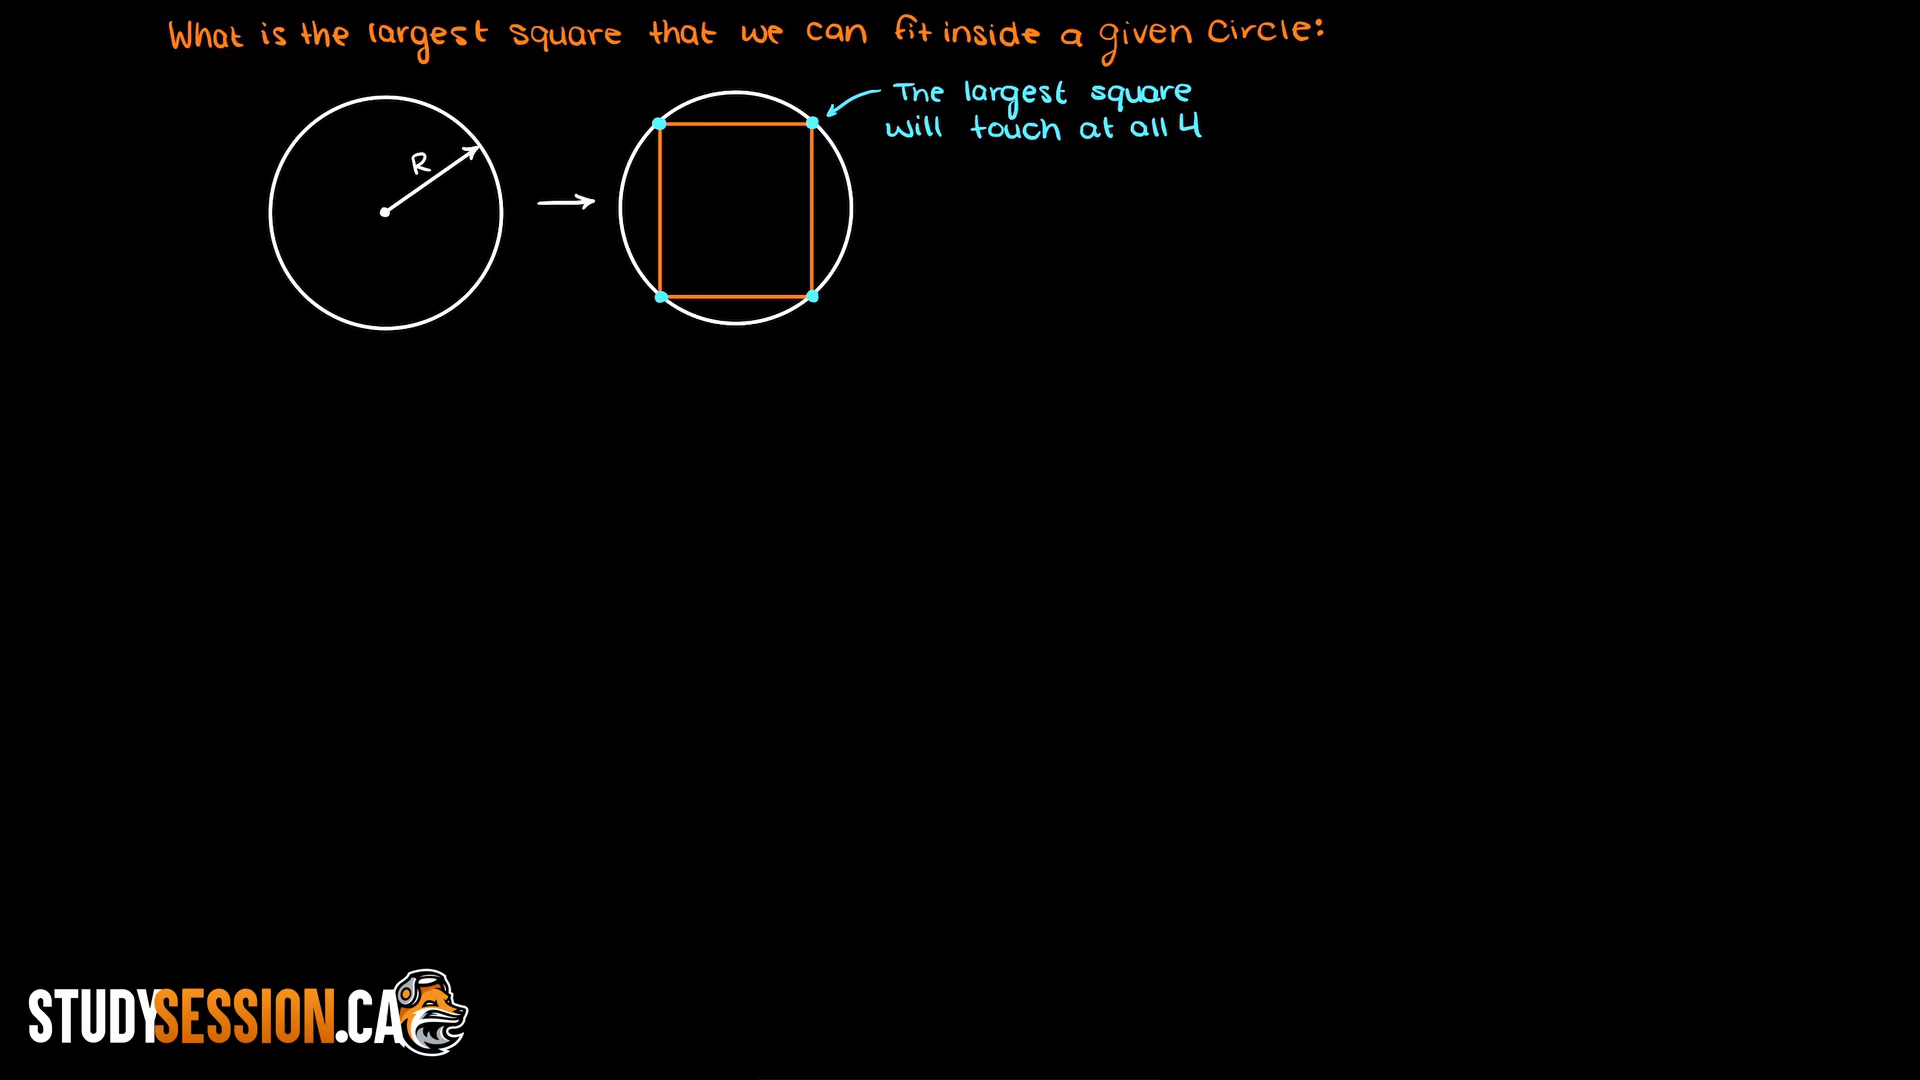 What is the largest square that we can fit inside a given circle:
The largest square
will touch at all 4
R
STUDYSESSION.CA